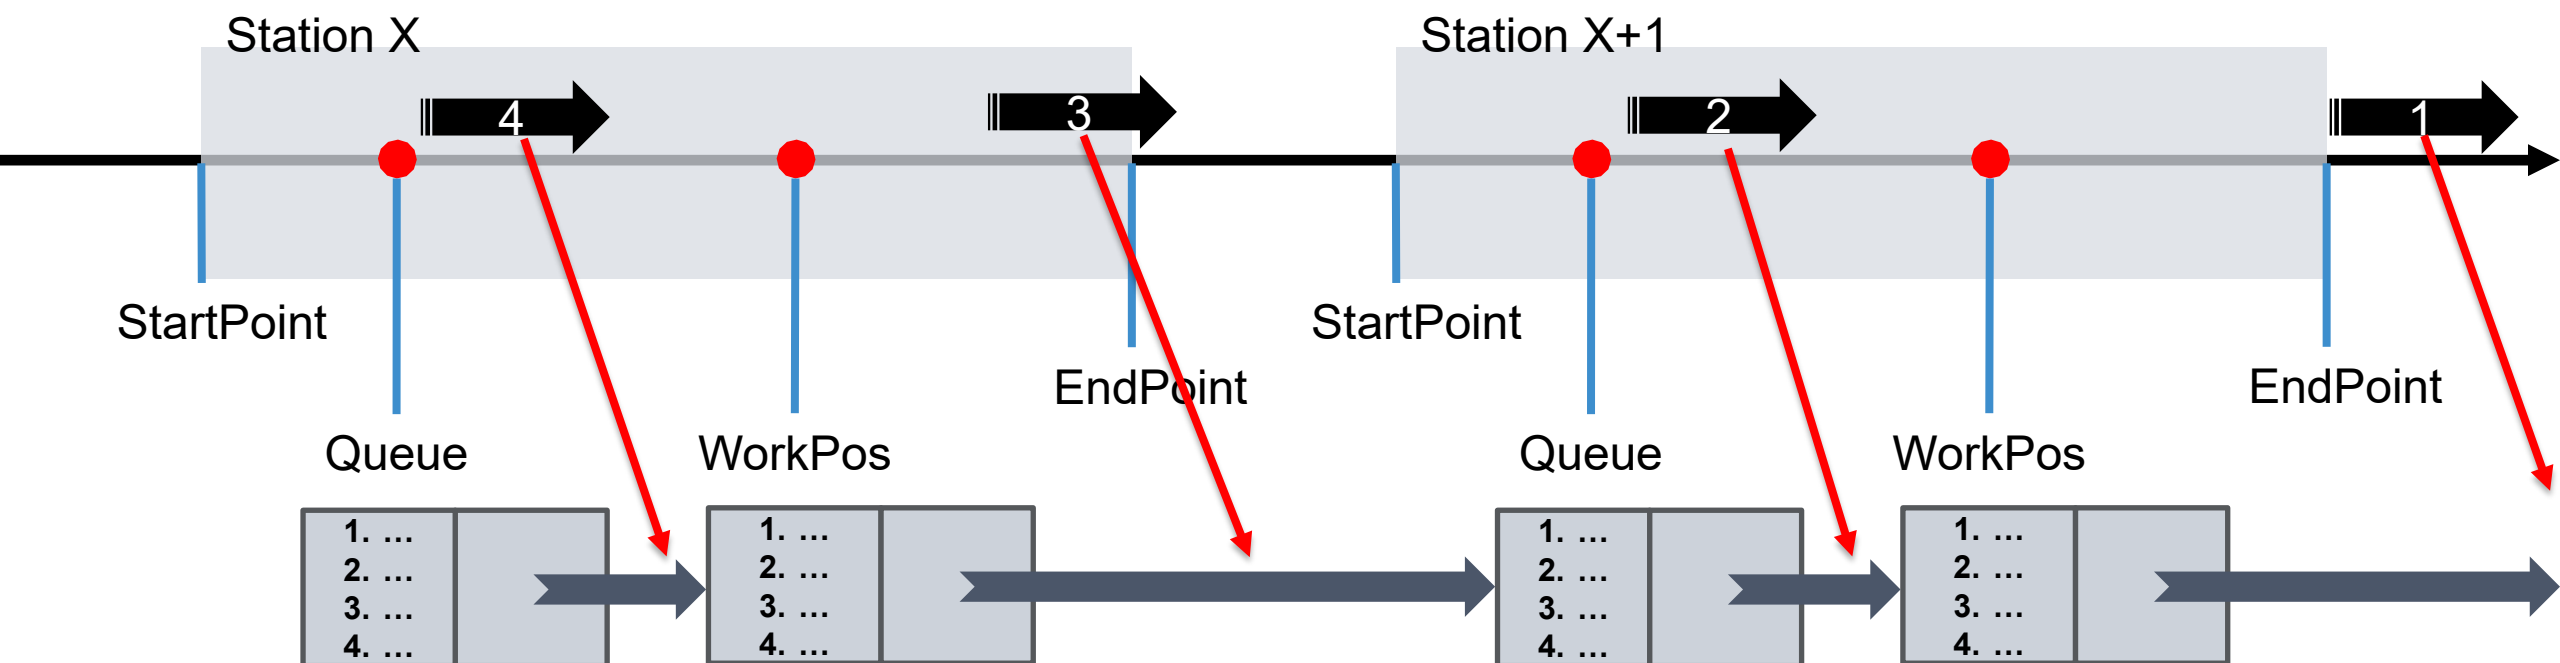 Station X
Station X+1
4
3
2
1
StartPoint
StartPoint
EndPoint
EndPoint
Queue
WorkPos
Queue
WorkPos
1. ...
2. ...
3. ...
4. ...
1. ...
2. ...
3. ...
4. ...
1. ...
2. ...
3. ...
4. ...
1. ...
2. ...
3. ...
4. ...